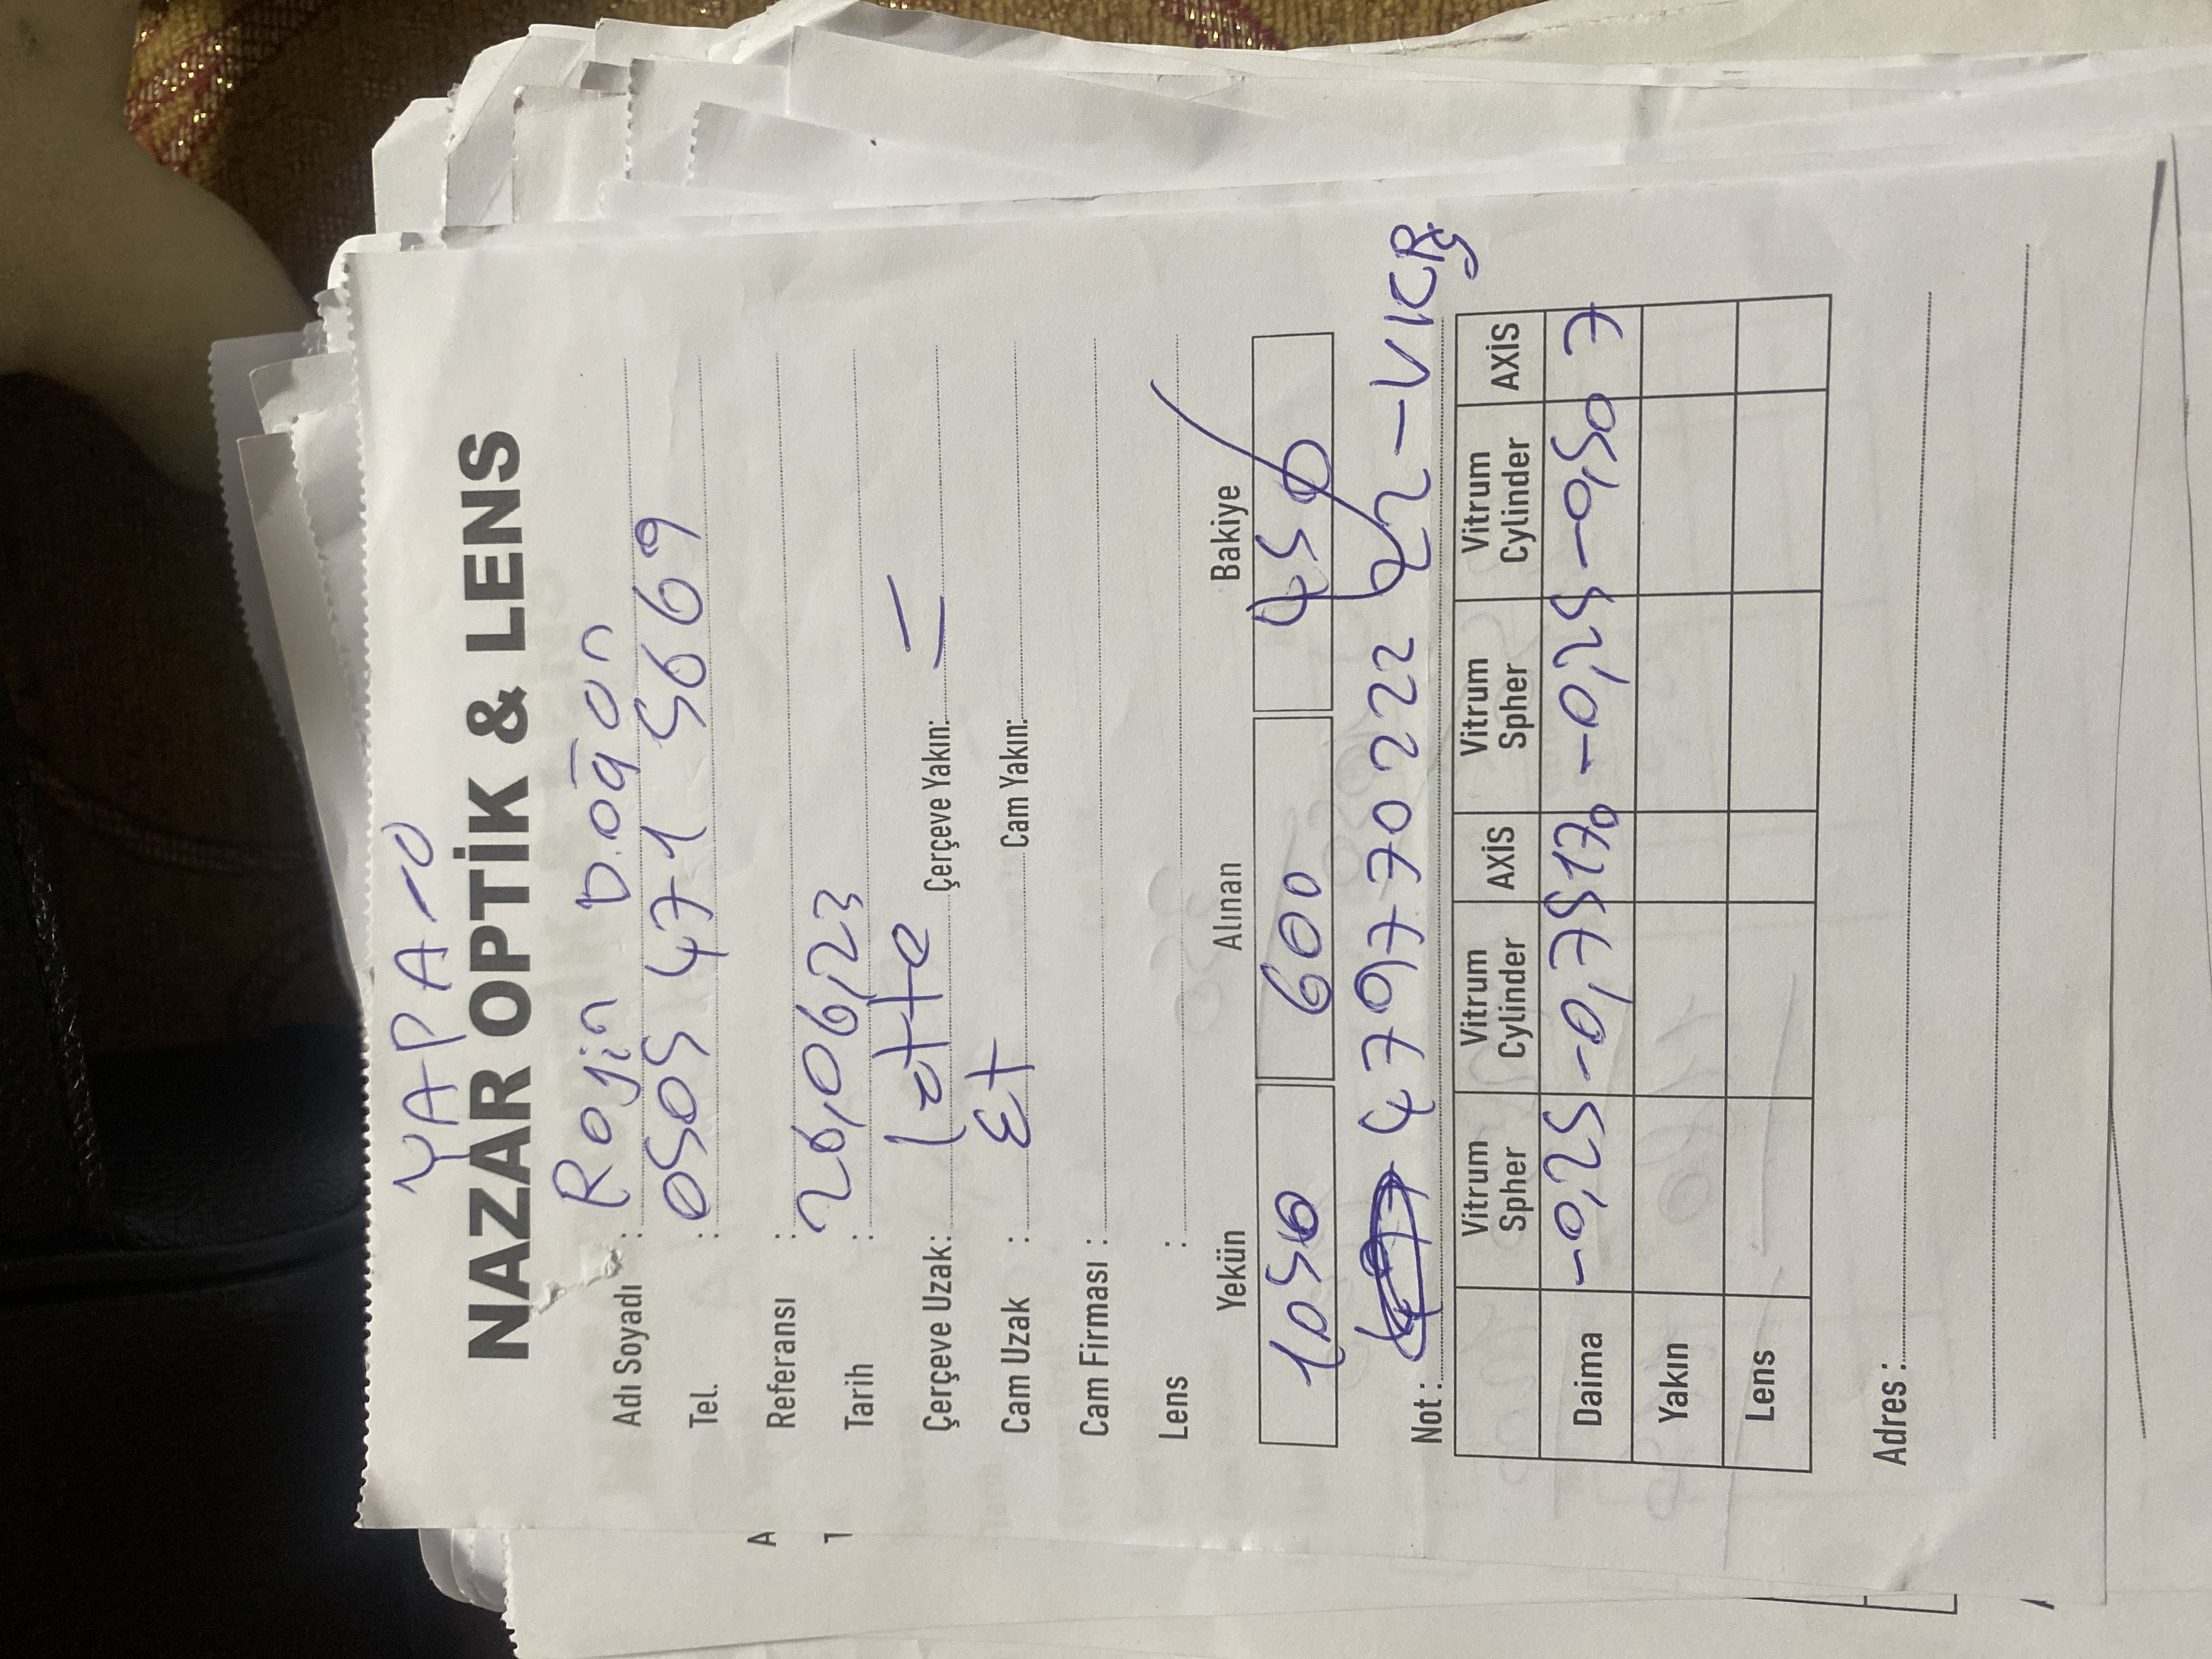 YAPA-O
NAZAR OPTİK & LENS
Adı Soyadı : Rojin Doğan
Tel. : 0505 471 5669
Referansı :
Tarih : 26,06,23
Çerçeve Uzak: Lotte Çerçeve Yakın: =
Cam Uzak : Et Cam Yakın:
Cam Firması :
Lens :
Yekün Alınan Bakiye
1050 600 450
Not : 479770222 22-VKRŞ
Vitrum Spher Vitrum Cylinder AXİS Vitrum Spher Vitrum Cylinder AXİS
Daima -0,25 -0,75 170 -0,25 -0,50 7
Yakın
Lens
Adres :